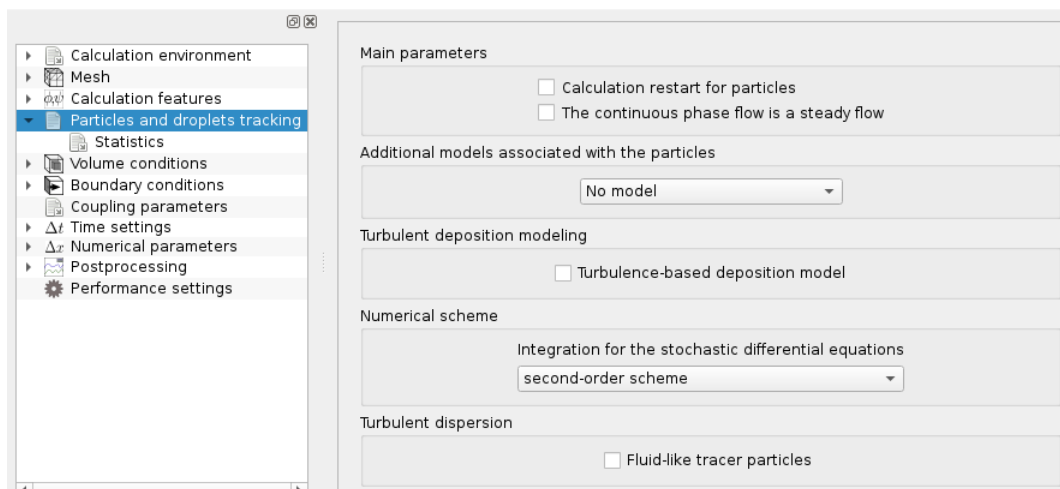 Calculation environment
Mesh
ϕ,ψ Calculation features
Particles and droplets tracking
Statistics
Volume conditions
Boundary conditions
Coupling parameters
Δt Time settings
Δx Numerical parameters
Postprocessing
Performance settings
Main parameters
Calculation restart for particles
The continuous phase flow is a steady flow
Additional models associated with the particles
No model
Turbulent deposition modeling
Turbulence-based deposition model
Numerical scheme
Integration for the stochastic differential equations
second-order scheme
Turbulent dispersion
Fluid-like tracer particles